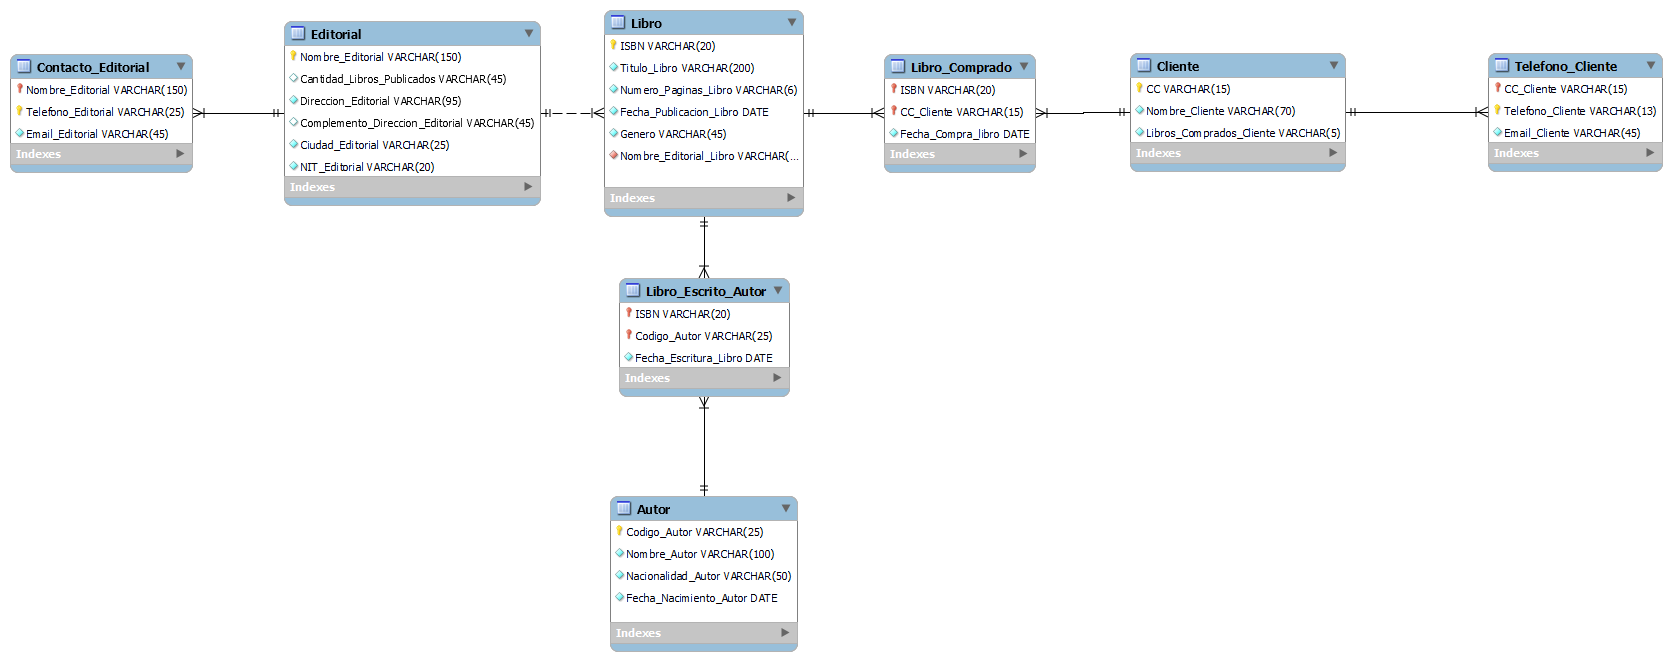 Contacto_Editorial
Nombre_Editorial VARCHAR(150)
Telefono_Editorial VARCHAR(25)
Email_Editorial VARCHAR(45)
Indexes
Editorial
Nombre_Editorial VARCHAR(150)
Cantidad_Libros_Publicados VARCHAR(45)
Direccion_Editorial VARCHAR(95)
Complemento_Direccion_Editorial VARCHAR(45)
Ciudad_Editorial VARCHAR(25)
NIT_Editorial VARCHAR(20)
Indexes
Libro
ISBN VARCHAR(20)
Titulo_Libro VARCHAR(200)
Numero_Paginas_Libro VARCHAR(6)
Fecha_Publicacion_Libro DATE
Genero VARCHAR(45)
Nombre_Editorial_Libro VARCHAR(...
Indexes
Libro_Comprado
ISBN VARCHAR(20)
CC_Cliente VARCHAR(15)
Fecha_Compra_libro DATE
Indexes
Cliente
CC VARCHAR(15)
Nombre_Cliente VARCHAR(70)
Libros_Comprados_Cliente VARCHAR(5)
Indexes
Telefono_Cliente
CC_Cliente VARCHAR(15)
Telefono_Cliente VARCHAR(13)
Email_Cliente VARCHAR(45)
Indexes
Libro_Escrito_Autor
ISBN VARCHAR(20)
Codigo_Autor VARCHAR(25)
Fecha_Escritura_Libro DATE
Indexes
Autor
Codigo_Autor VARCHAR(25)
Nombre_Autor VARCHAR(100)
Nacionalidad_Autor VARCHAR(50)
Fecha_Nacimiento_Autor DATE
Indexes